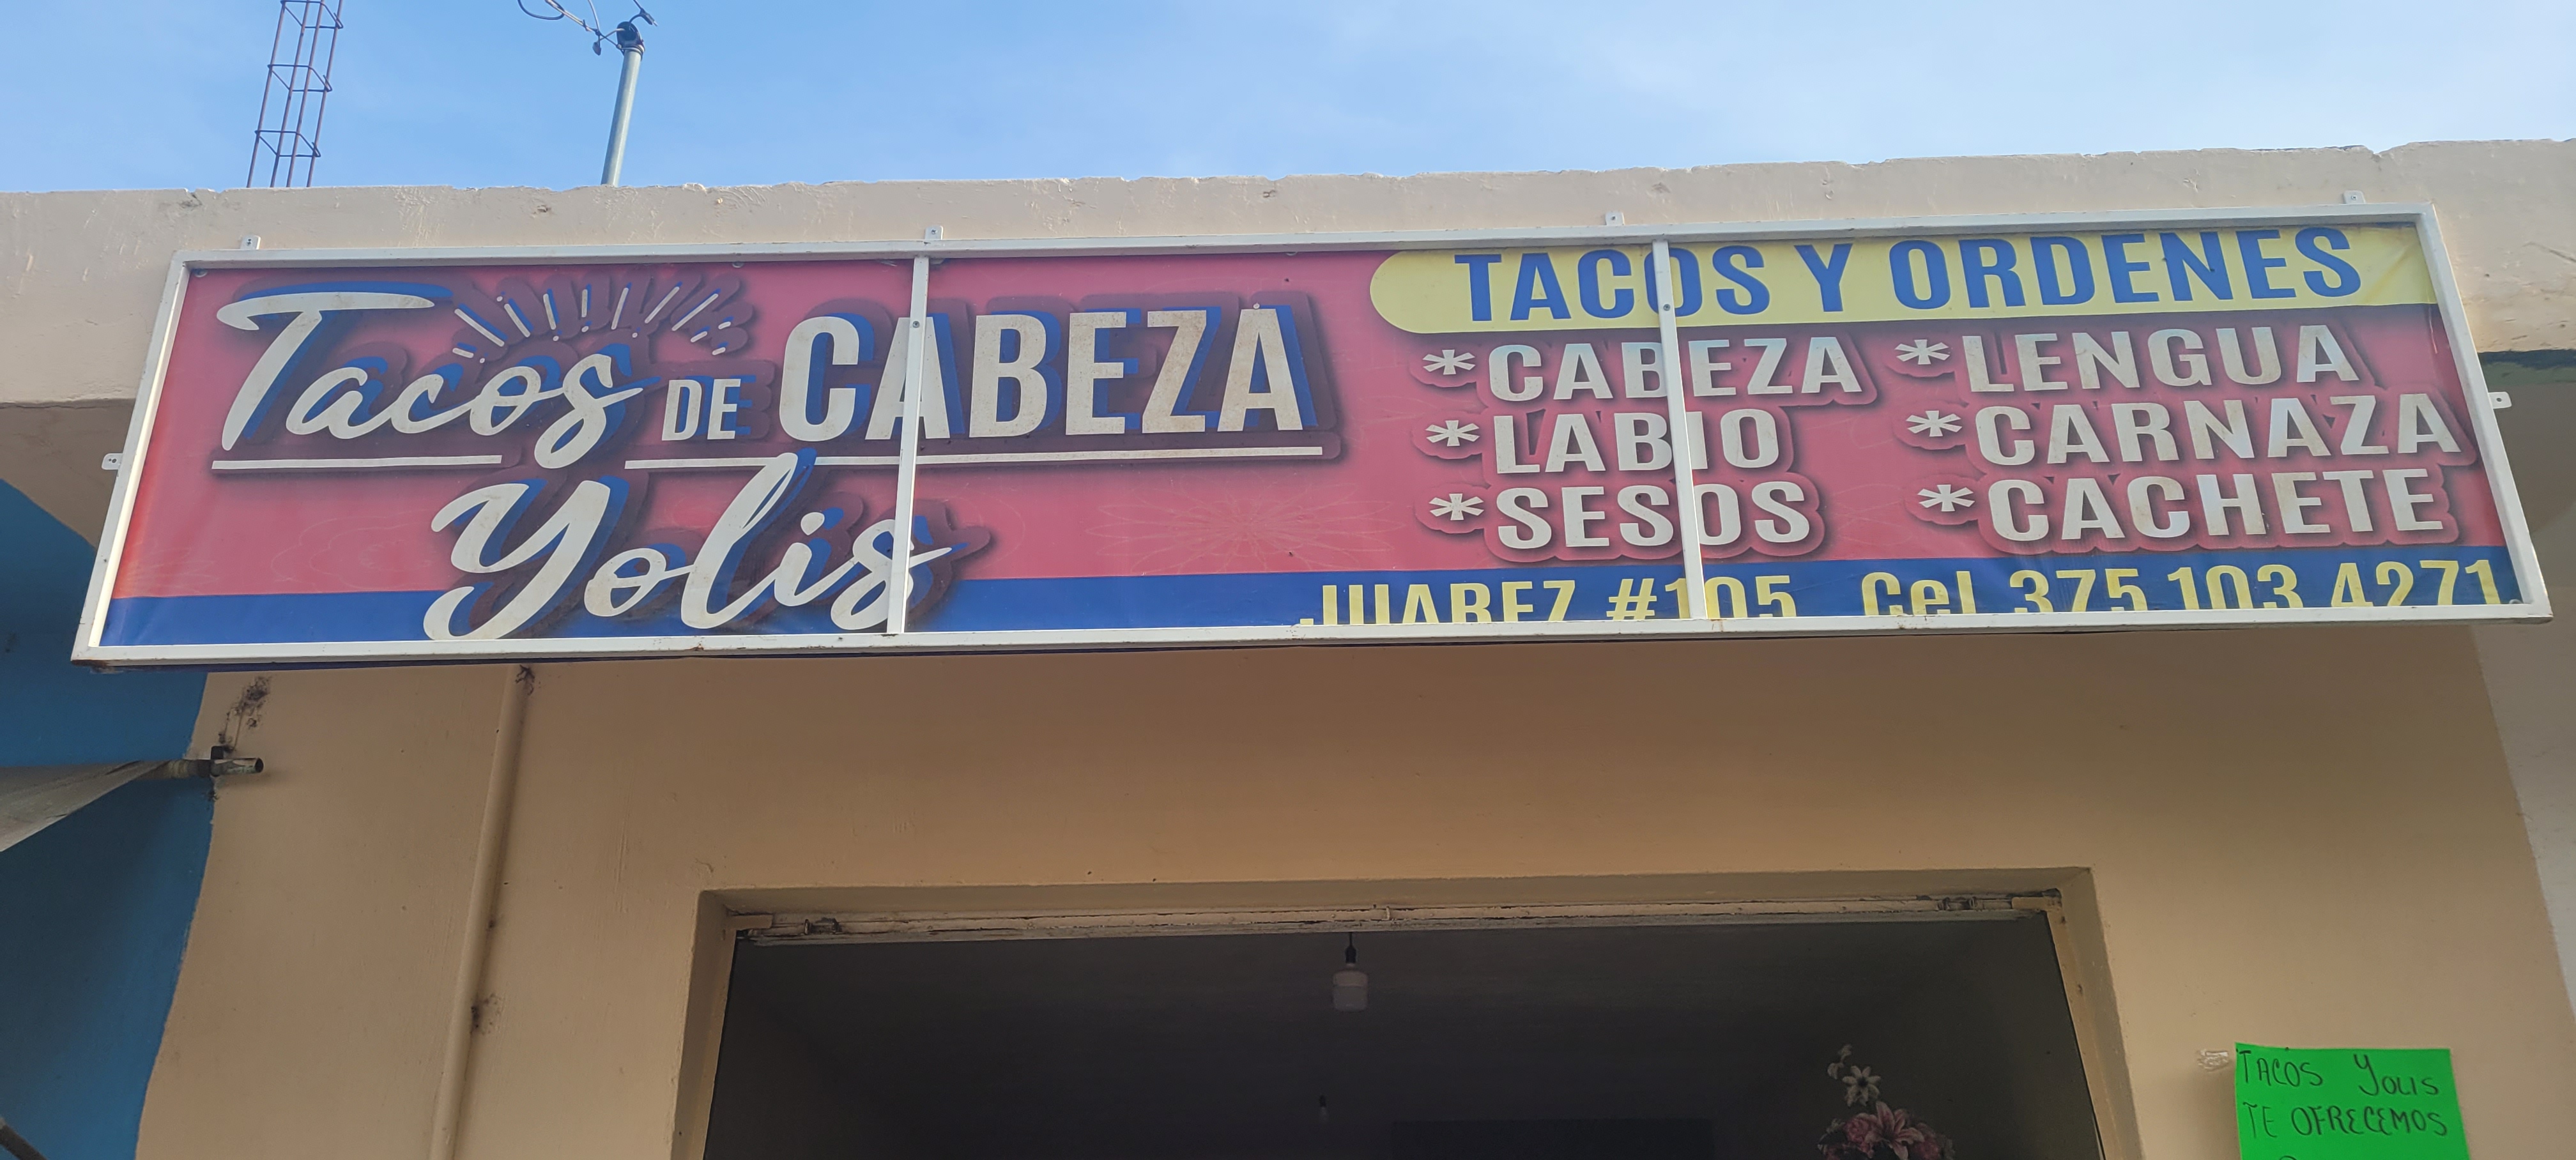 Tacos DE CABEZA
Yolis
TACOS Y ORDENES
*CABEZA *LENGUA
*LABIO *CARNAZA
*SESOS *CACHETE
JUAREZ #105 Cel 375 103 4271
TACOS YOLIS
TE OFRECEMOS